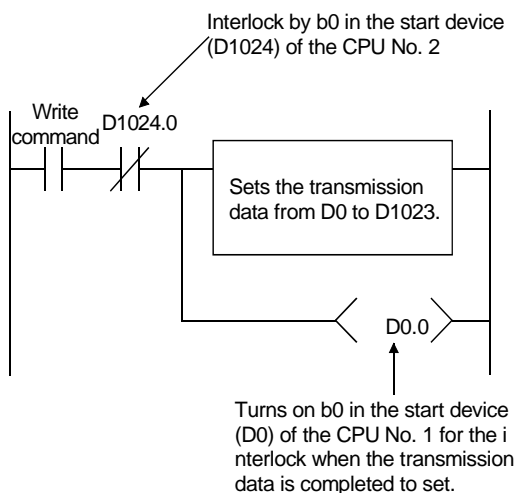 Interlock by b0 in the start device
(D1024) of the CPU No. 2
Write
command
D1024.0
Sets the transmission
data from D0 to D1023.
D0.0
Turns on b0 in the start device
(D0) of the CPU No. 1 for the i
nterlock when the transmission
data is completed to set.